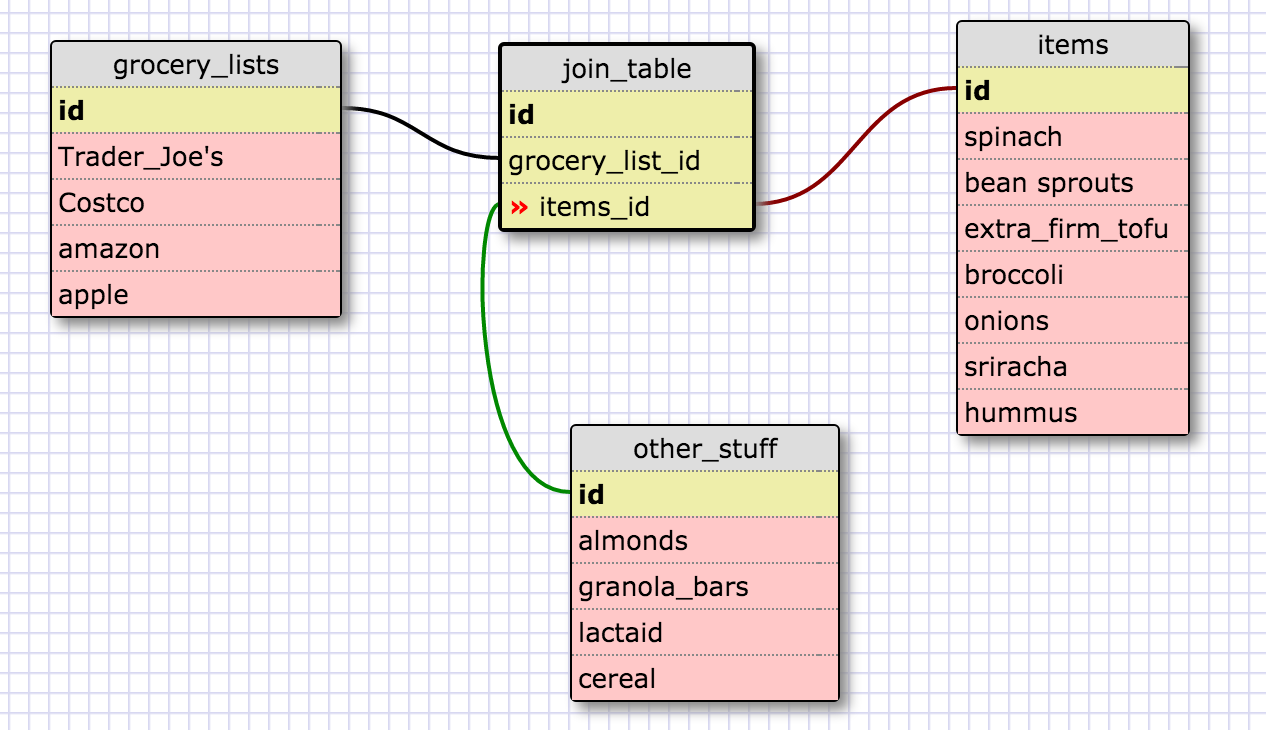 grocery_lists
id
Trader_Joe's
Costco
amazon
apple
join_table
id
grocery_list_id
» items_id
items
id
spinach
bean sprouts
extra_firm_tofu
broccoli
onions
sriracha
hummus
other_stuff
id
almonds
granola_bars
lactaid
cereal